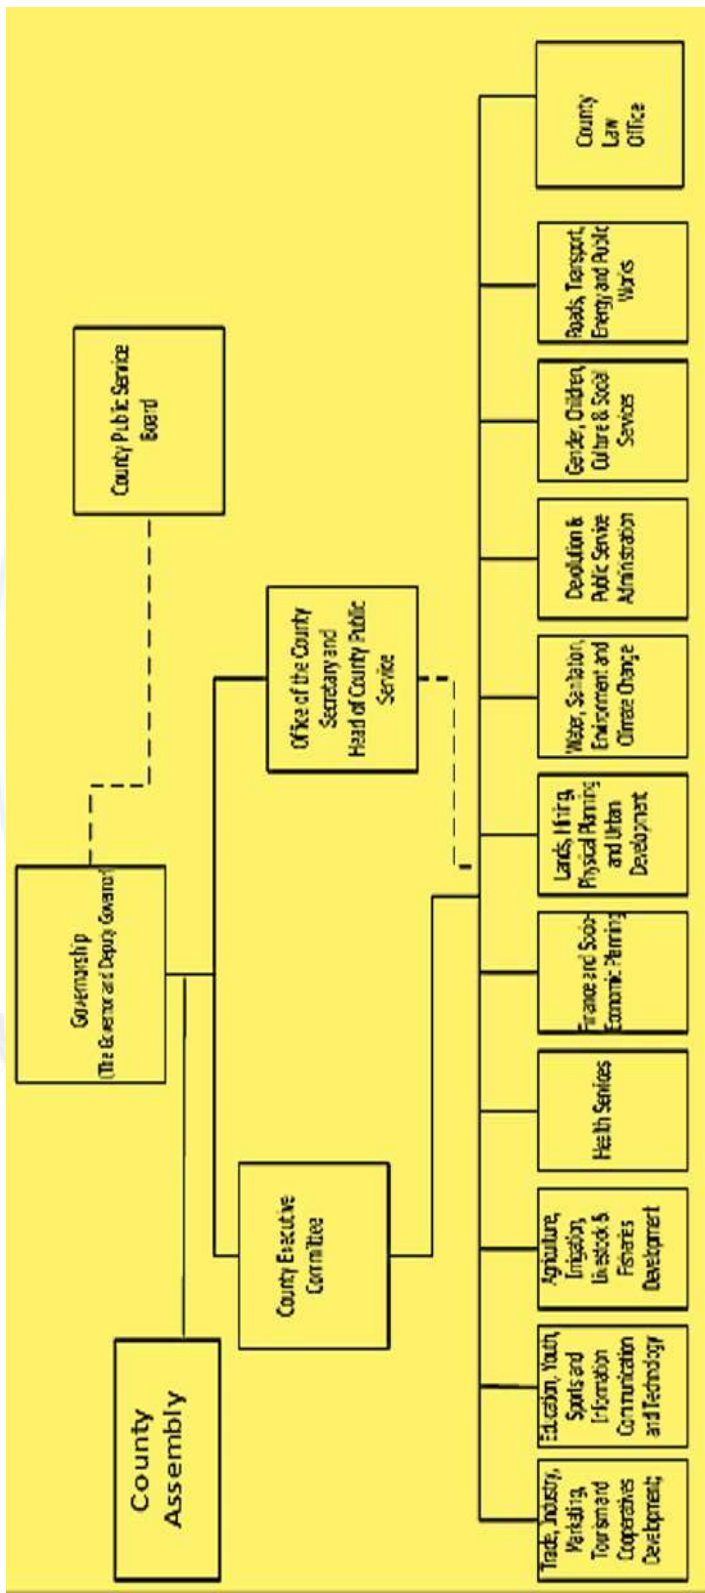 County
Assembly
Governorship
(The Governor and Deputy Governor)
County Public Service
Board
County Executive
Committee
Office of the County
Secretary and
Head of County Public
Service
Trade, Industry,
Marketing,
Tourism and
Cooperatives
Development;
Education, Youth,
Sports and
Information
Communication
and Technology
Agriculture,
Irrigation,
Livestock &
Fisheries
Development
Health Services
Finance and Socio-
Economic Planning
Lands,
Physical Planning
and Urban
Development
Water, Sanitation,
Environment and
Climate Change
Devolution &
Public Service
Administration
Gender, Children,
Culture & Social
Services
Roads, Transport,
Energy and Public
Works
County
Law
Office